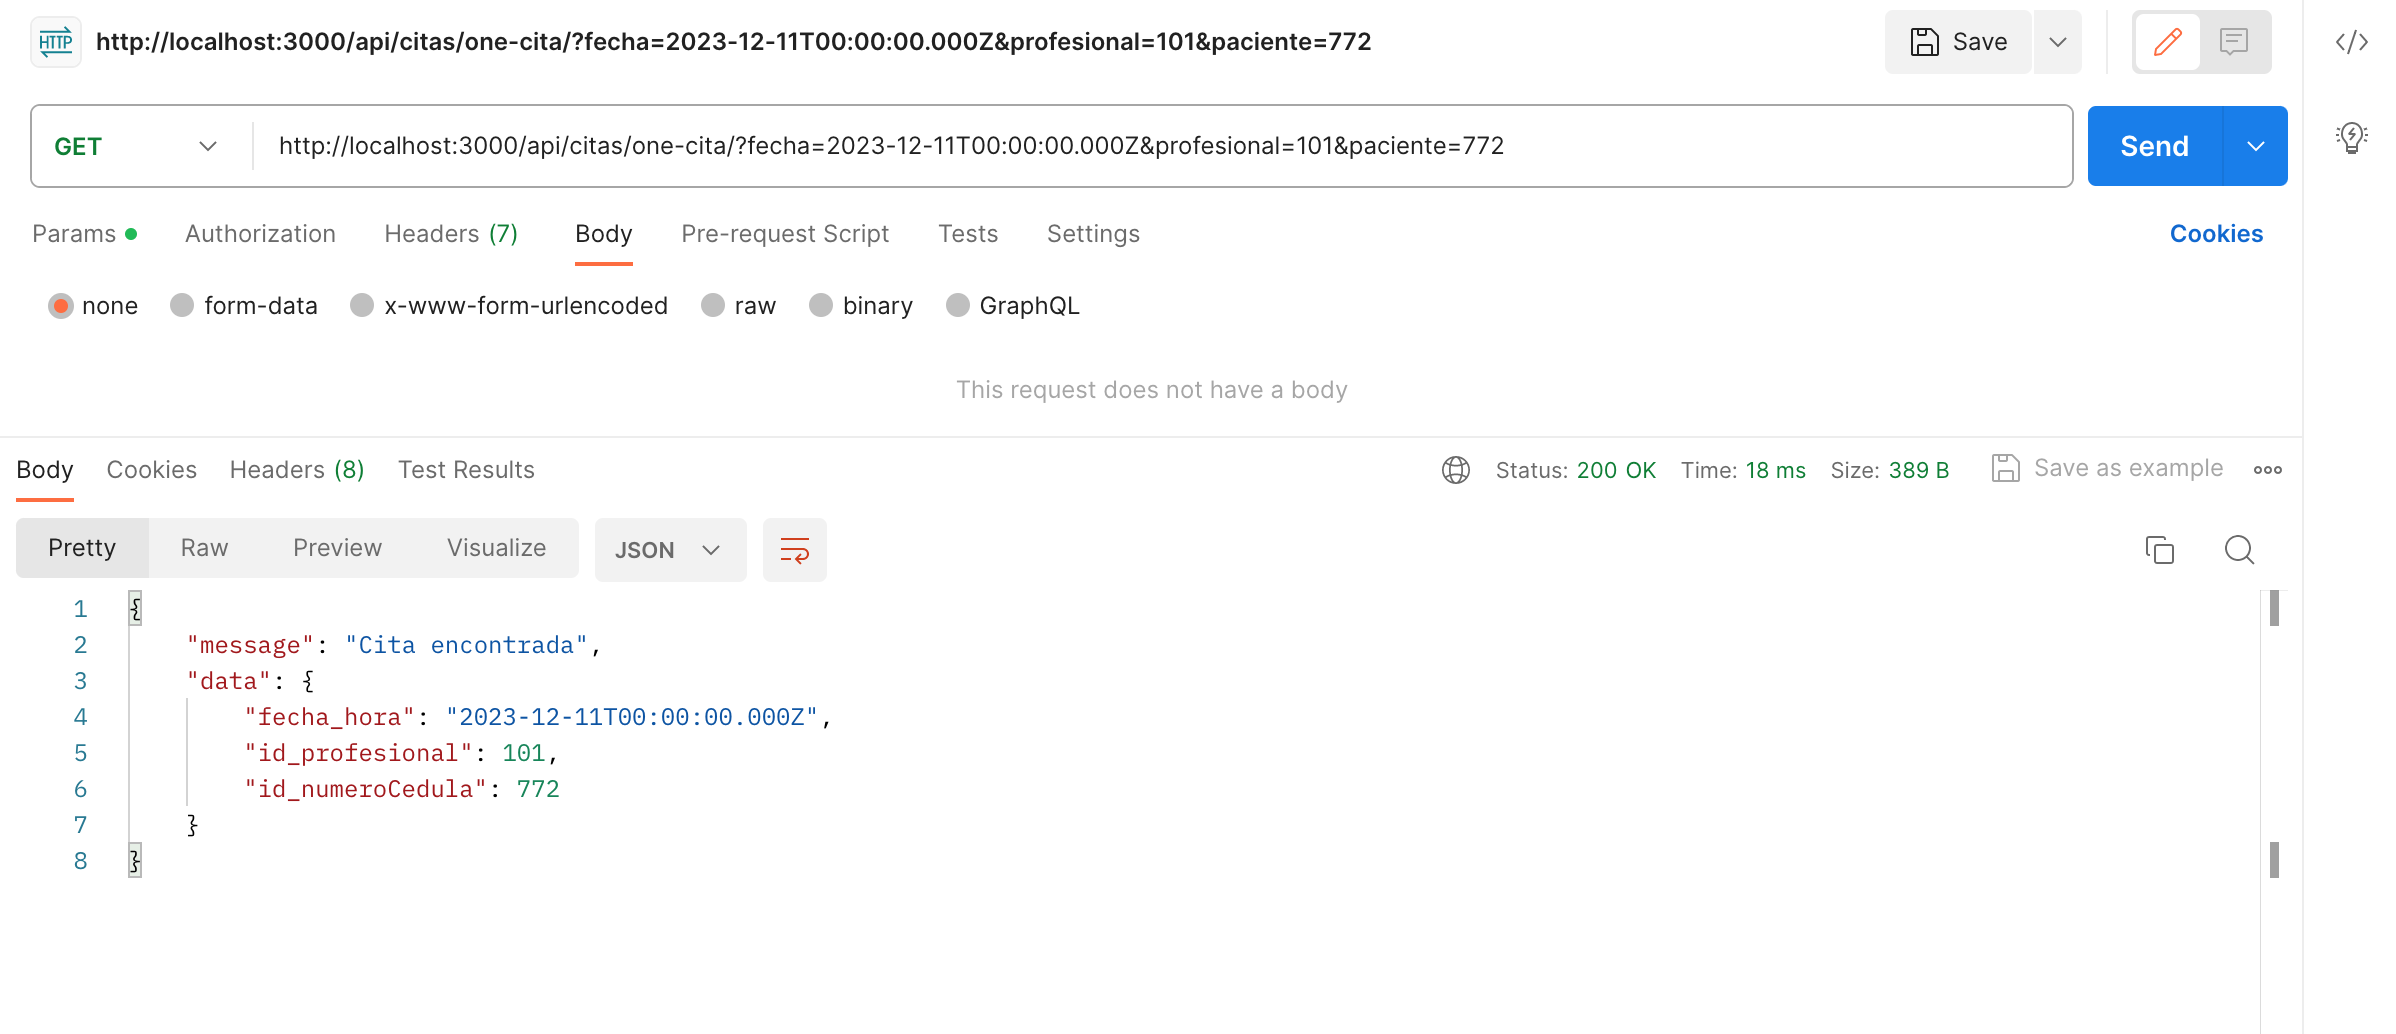 HTTP http://localhost:3000/api/citas/one-cita/?fecha=2023-12-11T00:00:00.000Z&profesional=101&paciente=772 Save
GET http://localhost:3000/api/citas/one-cita/?fecha=2023-12-11T00:00:00.000Z&profesional=101&paciente=772 Send
Params Authorization Headers (7) Body Pre-request Script Tests Settings Cookies
none form-data x-www-form-urlencoded raw binary GraphQL
This request does not have a body
Body Cookies Headers (8) Test Results Status: 200 OK Time: 18 ms Size: 389 B Save as example
Pretty Raw Preview Visualize JSON
1 {
2 "message": "Cita encontrada",
3 "data": {
4 "fecha_hora": "2023-12-11T00:00:00.000Z",
5 "id_profesional": 101,
6 "id_numeroCedula": 772
7 }
8 }